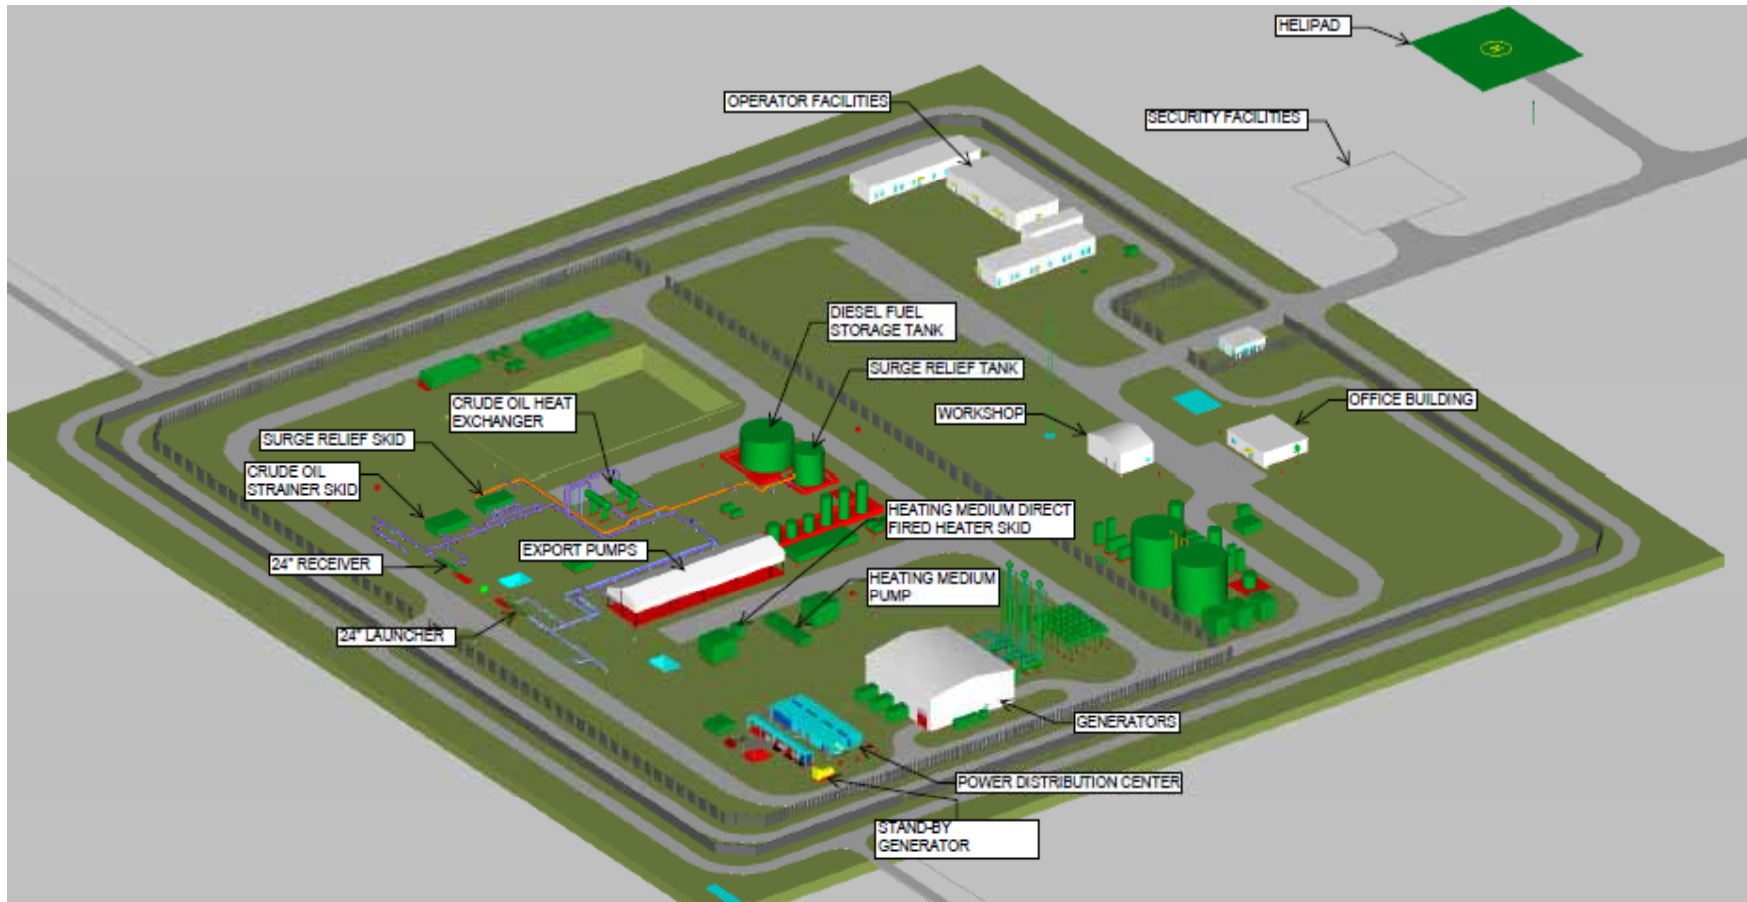 HELIPAD
OPERATOR FACILITIES
SECURITY FACILITIES
DIESEL FUEL
STORAGE TANK
SURGE RELIEF TANK
CRUDE OIL HEAT
EXCHANGER
WORKSHOP
OFFICE BUILDING
SURGE RELIEF SKID
CRUDE OIL
STRAINER SKID
HEATING MEDIUM DIRECT
FIRED HEATER SKID
EXPORT PUMPS
24" RECEIVER
HEATING MEDIUM
PUMP
24" LAUNCHER
GENERATORS
POWER DISTRIBUTION CENTER
STAND-BY
GENERATOR